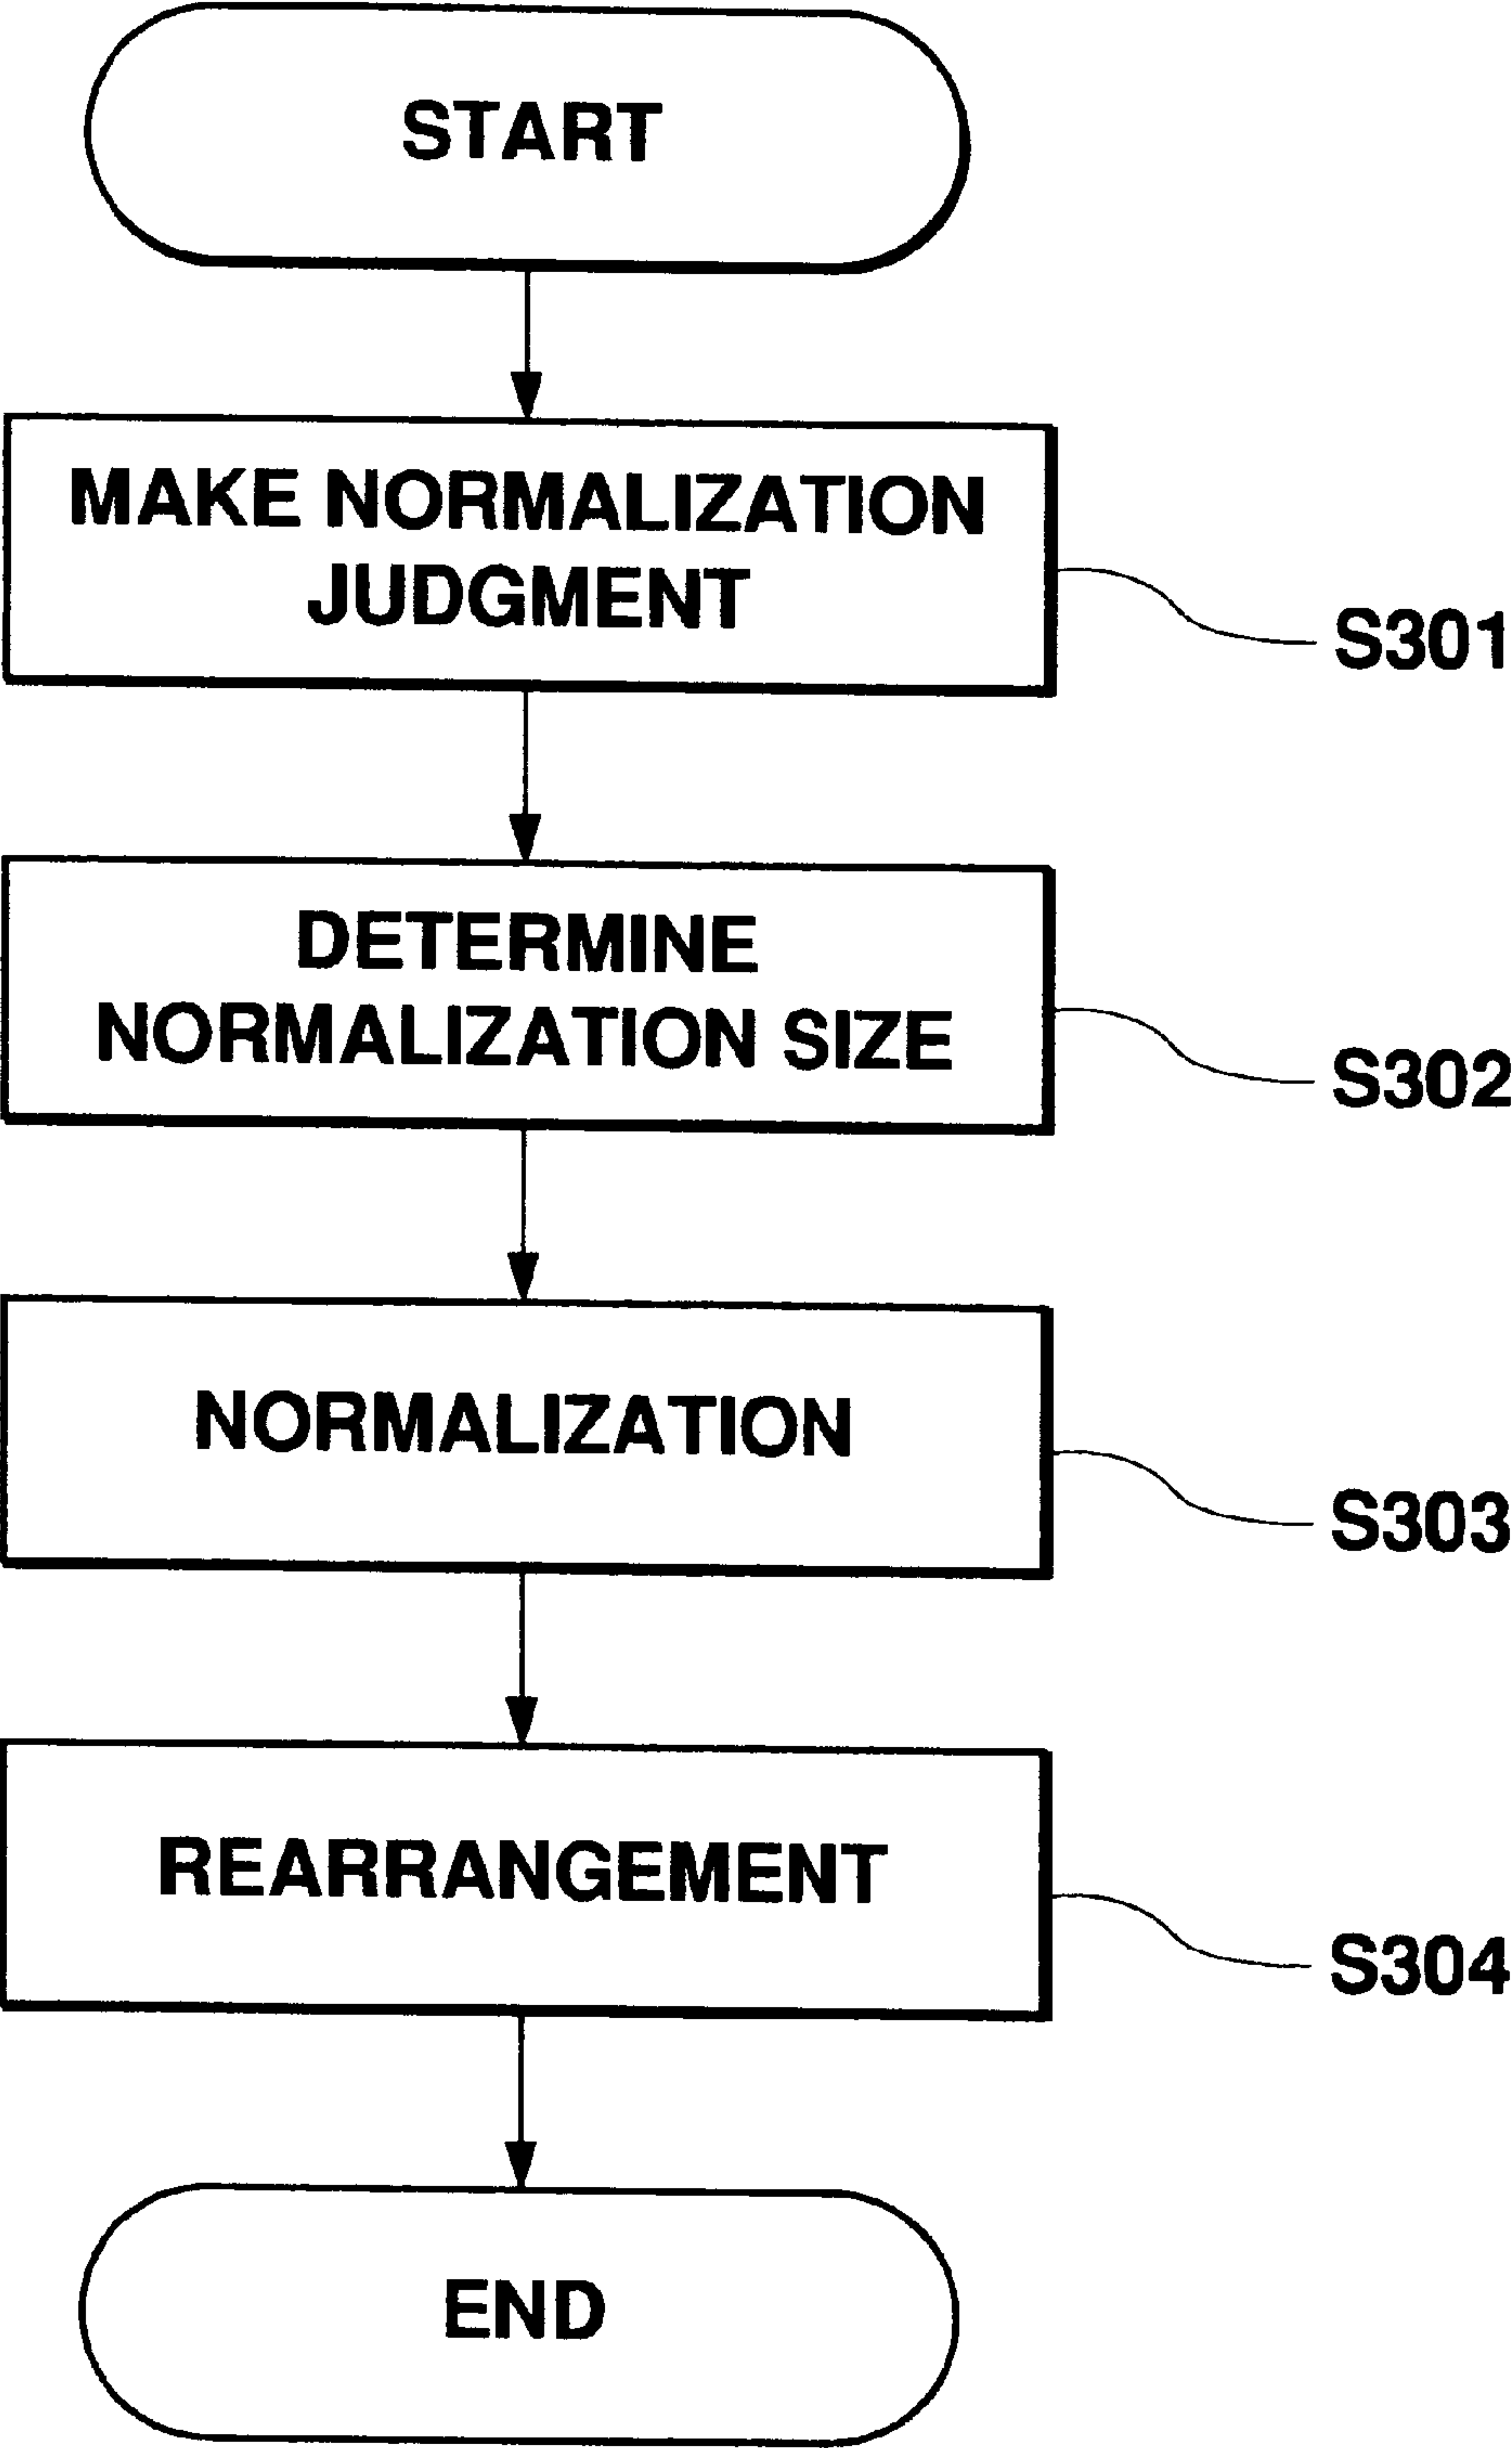 START
MAKE NORMALIZATION
JUDGMENT
S301
DETERMINE
NORMALIZATION SIZE
S302
NORMALIZATION
S303
REARRANGEMENT
S304
END